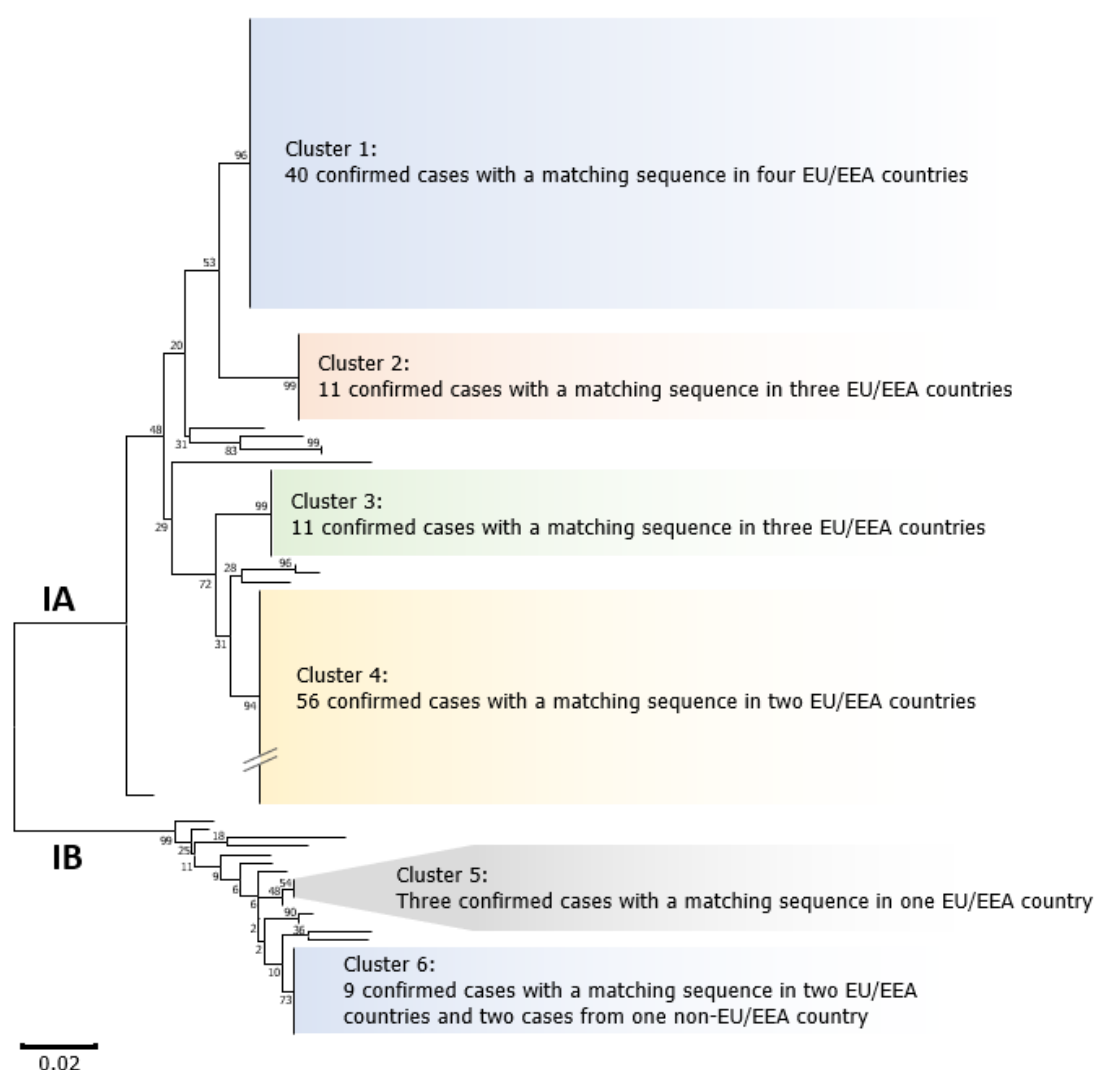 96
Cluster 1:
40 confirmed cases with a matching sequence in four EU/EEA countries
53
20
Cluster 2:
11 confirmed cases with a matching sequence in three EU/EEA countries
99
48
31
83
99
Cluster 3:
11 confirmed cases with a matching sequence in three EU/EEA countries
99
29
72
28
96
IA
31
Cluster 4:
56 confirmed cases with a matching sequence in two EU/EEA countries
94
99
18
25
IB
11
9
6
54
48
6
Cluster 5:
Three confirmed cases with a matching sequence in one EU/EEA country
90
2
36
2
10
73
Cluster 6:
9 confirmed cases with a matching sequence in two EU/EEA
countries and two cases from one non-EU/EEA country
0.02